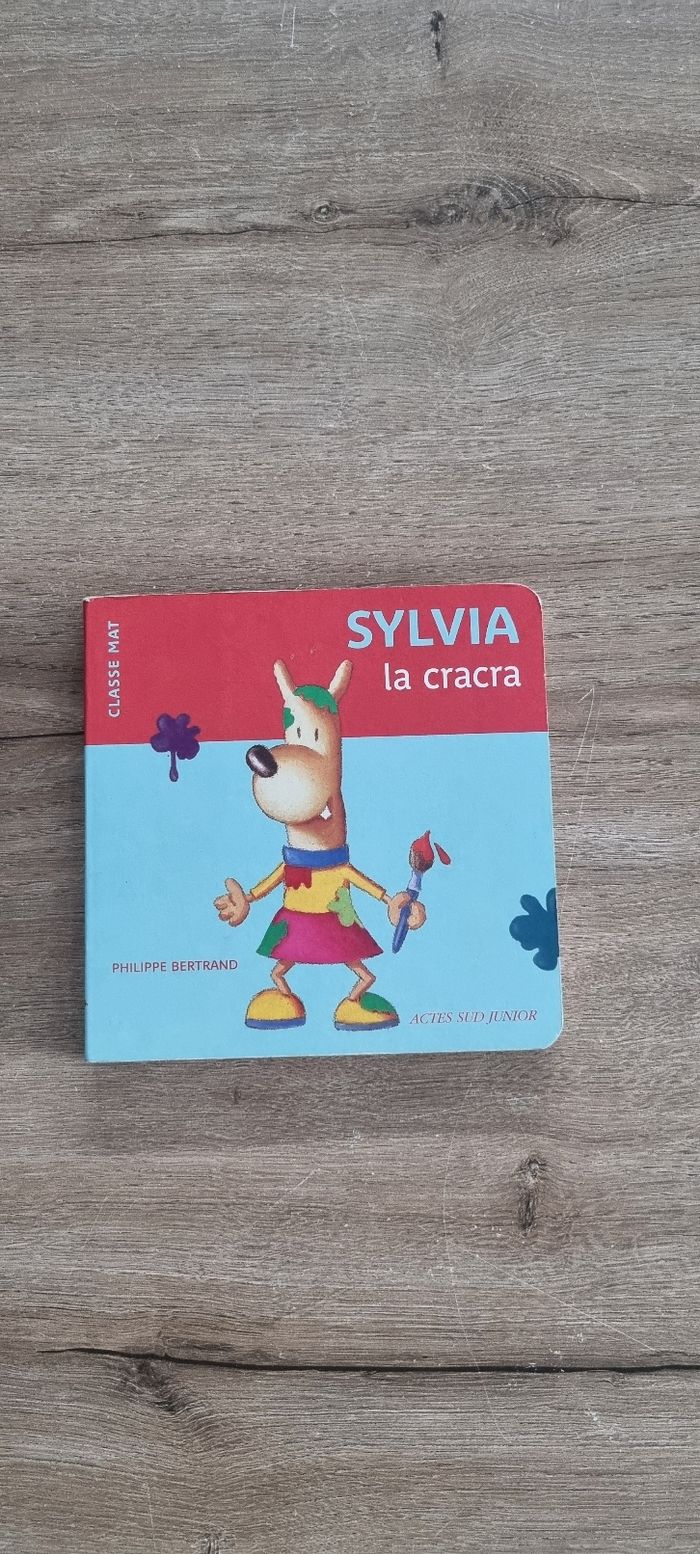 CLASSE MAT
SYLVIA
la cracra
PHILIPPE BERTRAND
ACTES SUD JUNIOR